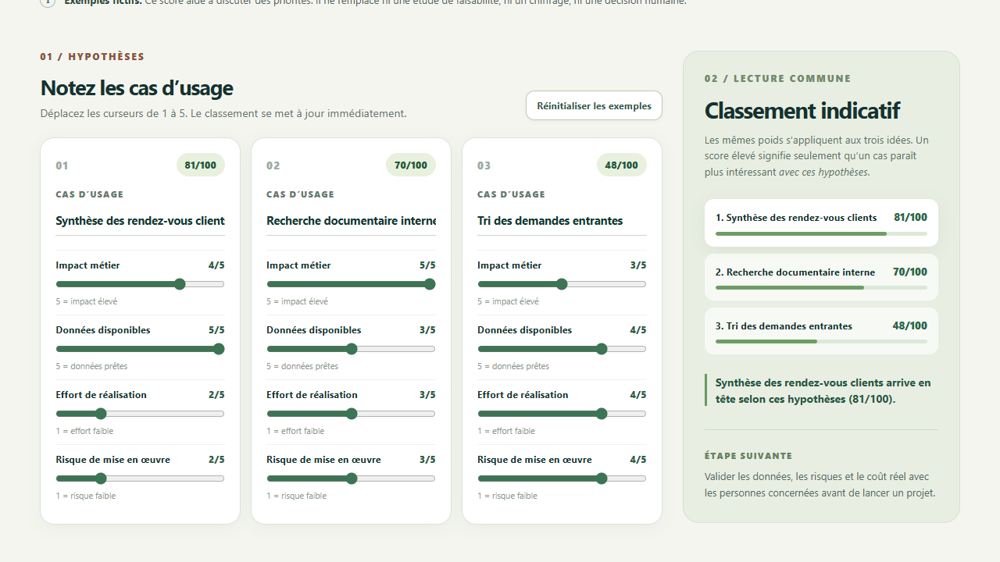 Exemples fictifs. Ce score aide à discuter des priorités. Il ne remplace ni une étude de faisabilité, ni un chiffrage, ni une décision humaine.
01 / HYPOTHÈSES
Notez les cas d’usage
Déplacez les curseurs de 1 à 5. Le classement se met à jour immédiatement.
Réinitialiser les exemples
01
81/100
CAS D’USAGE
Synthèse des rendez-vous client
Impact métier 4/5
5 = impact élevé
Données disponibles 5/5
5 = données prêtes
Effort de réalisation 2/5
1 = effort faible
Risque de mise en œuvre 2/5
1 = risque faible
02
70/100
CAS D’USAGE
Recherche documentaire interne
Impact métier 5/5
5 = impact élevé
Données disponibles 3/5
5 = données prêtes
Effort de réalisation 3/5
1 = effort faible
Risque de mise en œuvre 3/5
1 = risque faible
03
48/100
CAS D’USAGE
Tri des demandes entrantes
Impact métier 3/5
5 = impact élevé
Données disponibles 4/5
5 = données prêtes
Effort de réalisation 4/5
1 = effort faible
Risque de mise en œuvre 4/5
1 = risque faible
02 / LECTURE COMMUNE
Classement indicatif
Les mêmes poids s’appliquent aux trois idées. Un
score élevé signifie seulement qu’un cas paraît
plus intéressant avec ces hypothèses.
1. Synthèse des rendez-vous clients 81/100
2. Recherche documentaire interne 70/100
3. Tri des demandes entrantes 48/100
Synthèse des rendez-vous clients arrive en
tête selon ces hypothèses (81/100).
ÉTAPE SUIVANTE
Valider les données, les risques et le coût réel avec
les personnes concernées avant de lancer un projet.